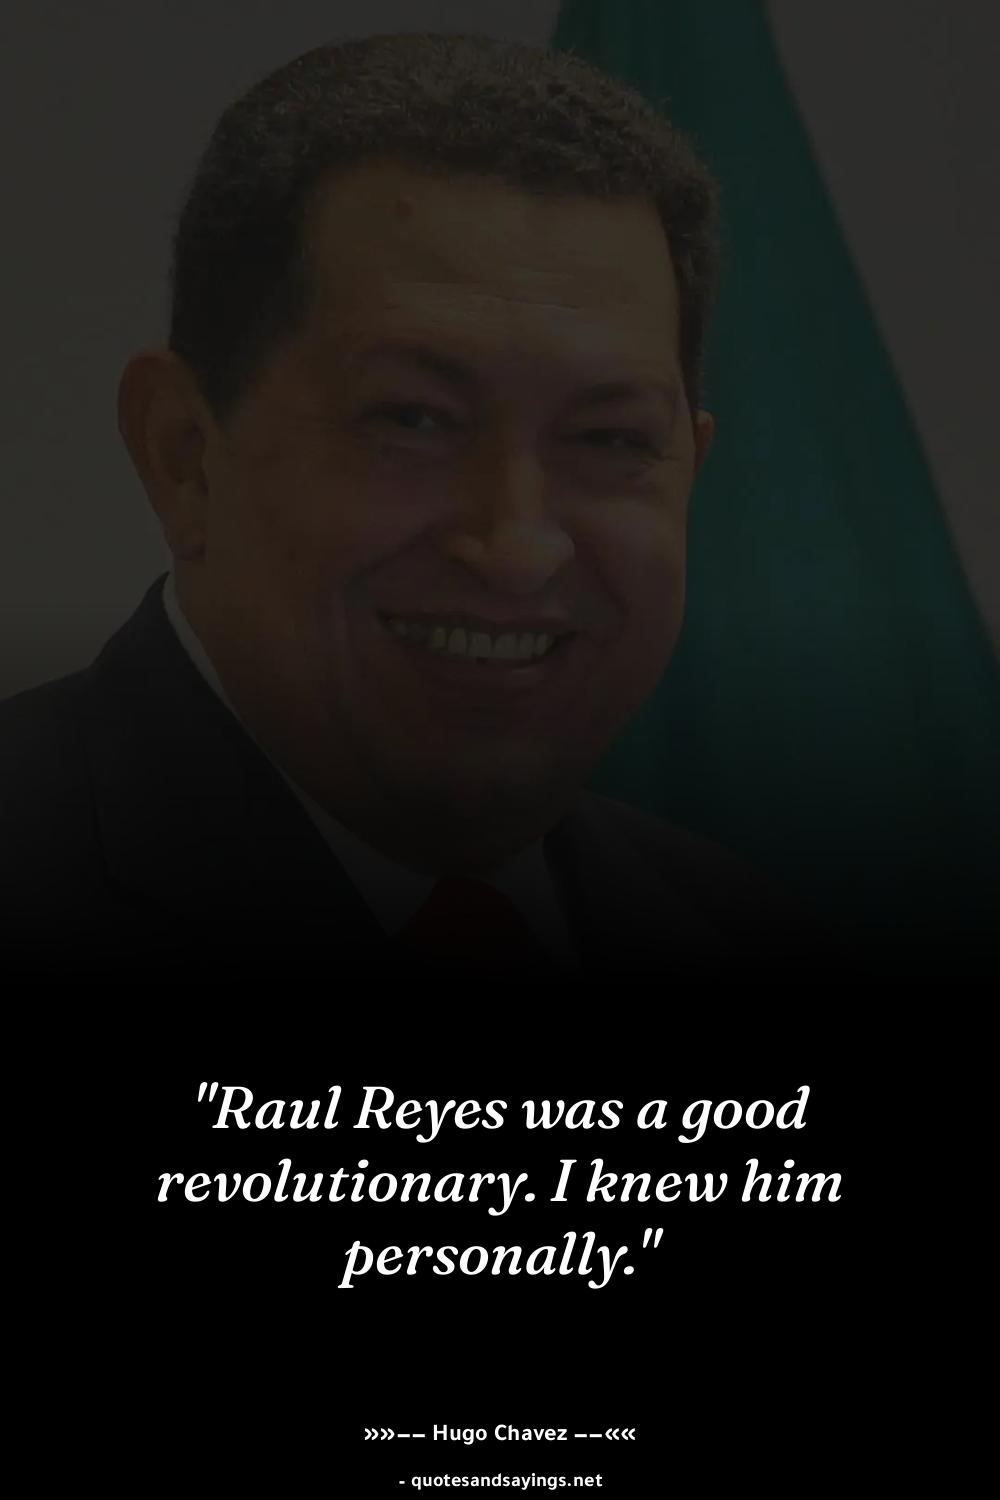 "Raul Reyes was a good
revolutionary. I knew him
personally."
»»–– Hugo Chavez ––««
- quotesandsayings.net